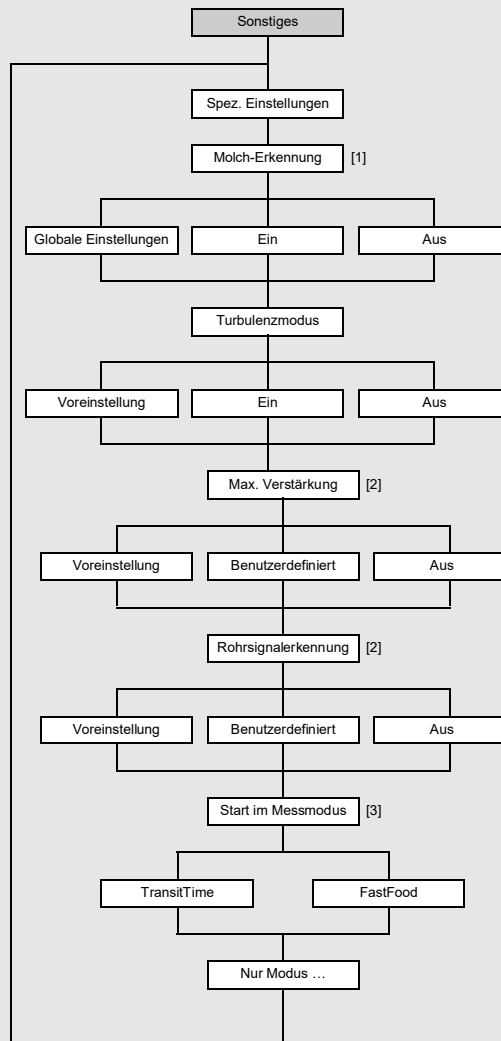 Sonstiges
Spez. Einstellungen
Molch-Erkennung [1]
Globale Einstellungen Ein Aus
Turbulenzmodus
Voreinstellung Ein Aus
Max. Verstärkung [2]
Voreinstellung Benutzerdefiniert Aus
Rohrsignalerkennung [2]
Voreinstellung Benutzerdefiniert Aus
Start im Messmodus [3]
TransitTime FastFood
Nur Modus …